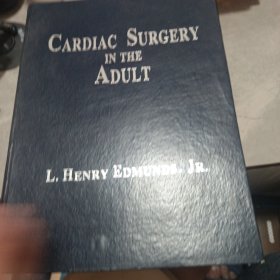 CARDIAC SURGERY
IN THE
ADULT
L. HENRY EDMUNDS, JR.